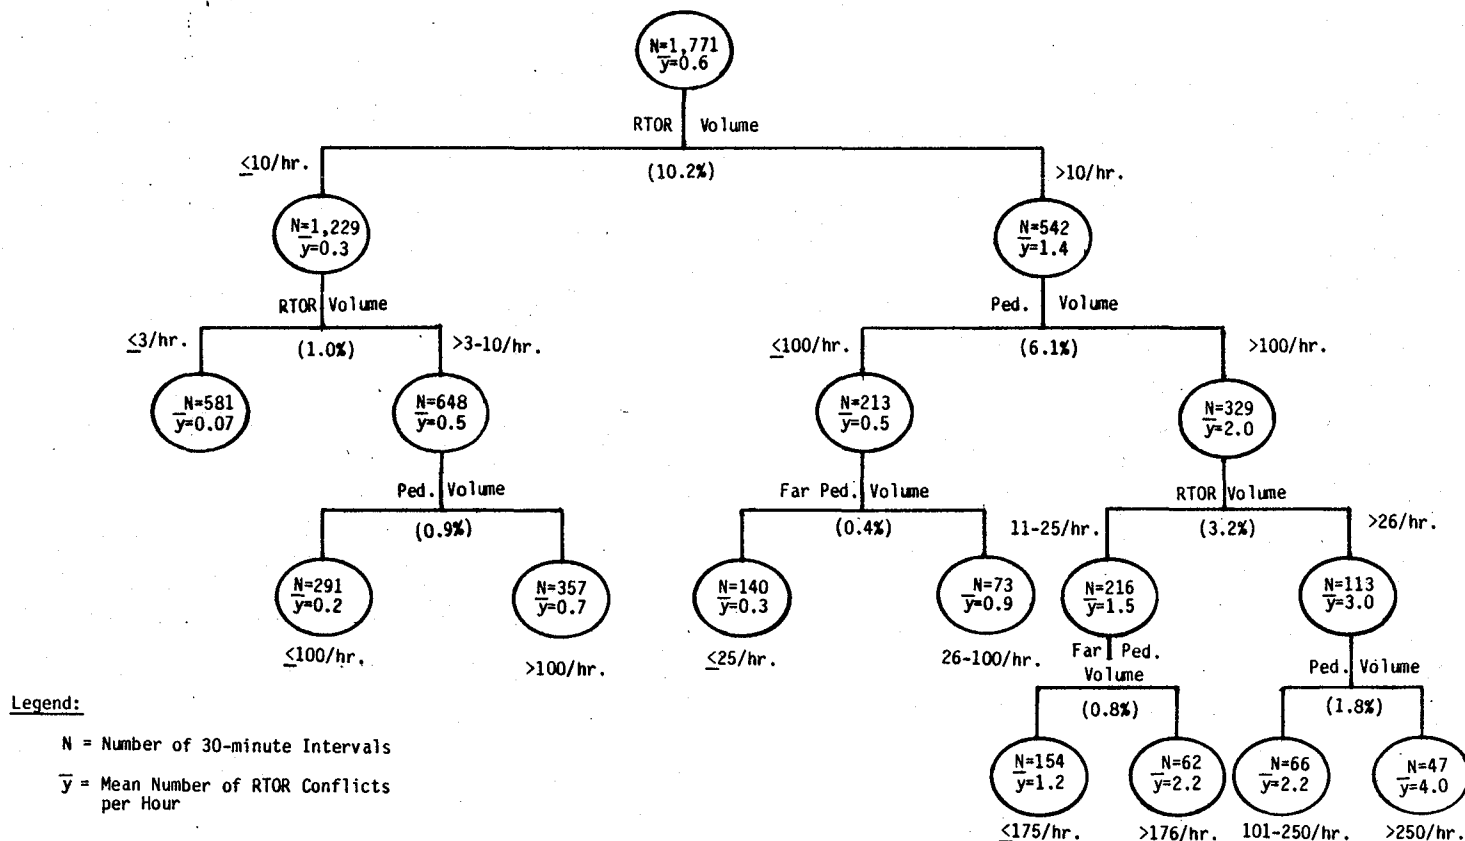 N=1,771
y̅=0.6
RTOR Volume
≤10/hr.
(10.2%)
>10/hr.
N=1,229
y̅=0.3
N=542
y̅=1.4
RTOR Volume
Ped. Volume
≤3/hr.
(1.0%)
>3-10/hr.
≤100/hr.
(6.1%)
>100/hr.
N=581
y̅=0.07
N=648
y̅=0.5
N=213
y̅=0.5
N=329
y̅=2.0
Ped. Volume
Far Ped. Volume
RTOR Volume
(0.9%)
(0.4%)
11-25/hr.
(3.2%)
>26/hr.
N=291
y̅=0.2
N=357
y̅=0.7
N=140
y̅=0.3
N=73
y̅=0.9
N=216
y̅=1.5
N=113
y̅=3.0
≤100/hr.
>100/hr.
≤25/hr.
26-100/hr.
Far Ped.
Volume
Ped. Volume
(0.8%)
(1.8%)
N=154
y̅=1.2
N=62
y̅=2.2
N=66
y̅=2.2
N=47
y̅=4.0
≤175/hr.
>176/hr.
101-250/hr.
>250/hr.
Legend:
N = Number of 30-minute Intervals
y̅ = Mean Number of RTOR Conflicts
per Hour